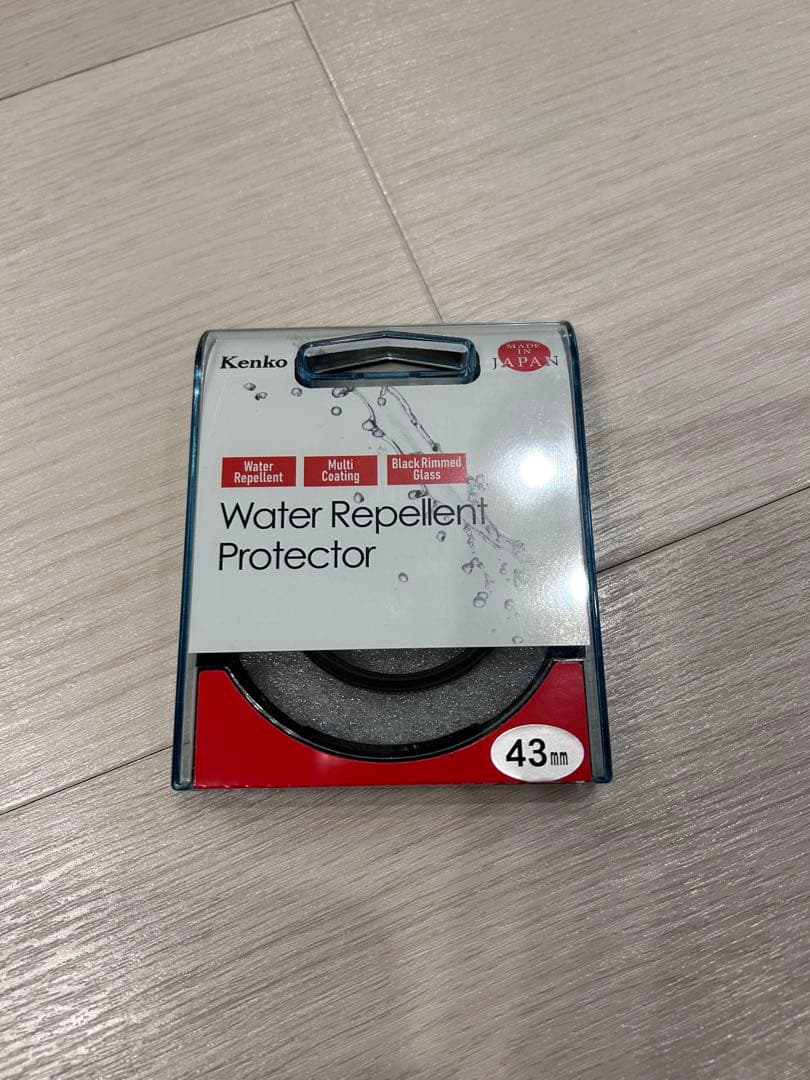 Kenko
MADE
IN
JAPAN
Water
Repellent
Multi
Coating
Black Rimmed
Glass
Water Repellent
Protector
43mm